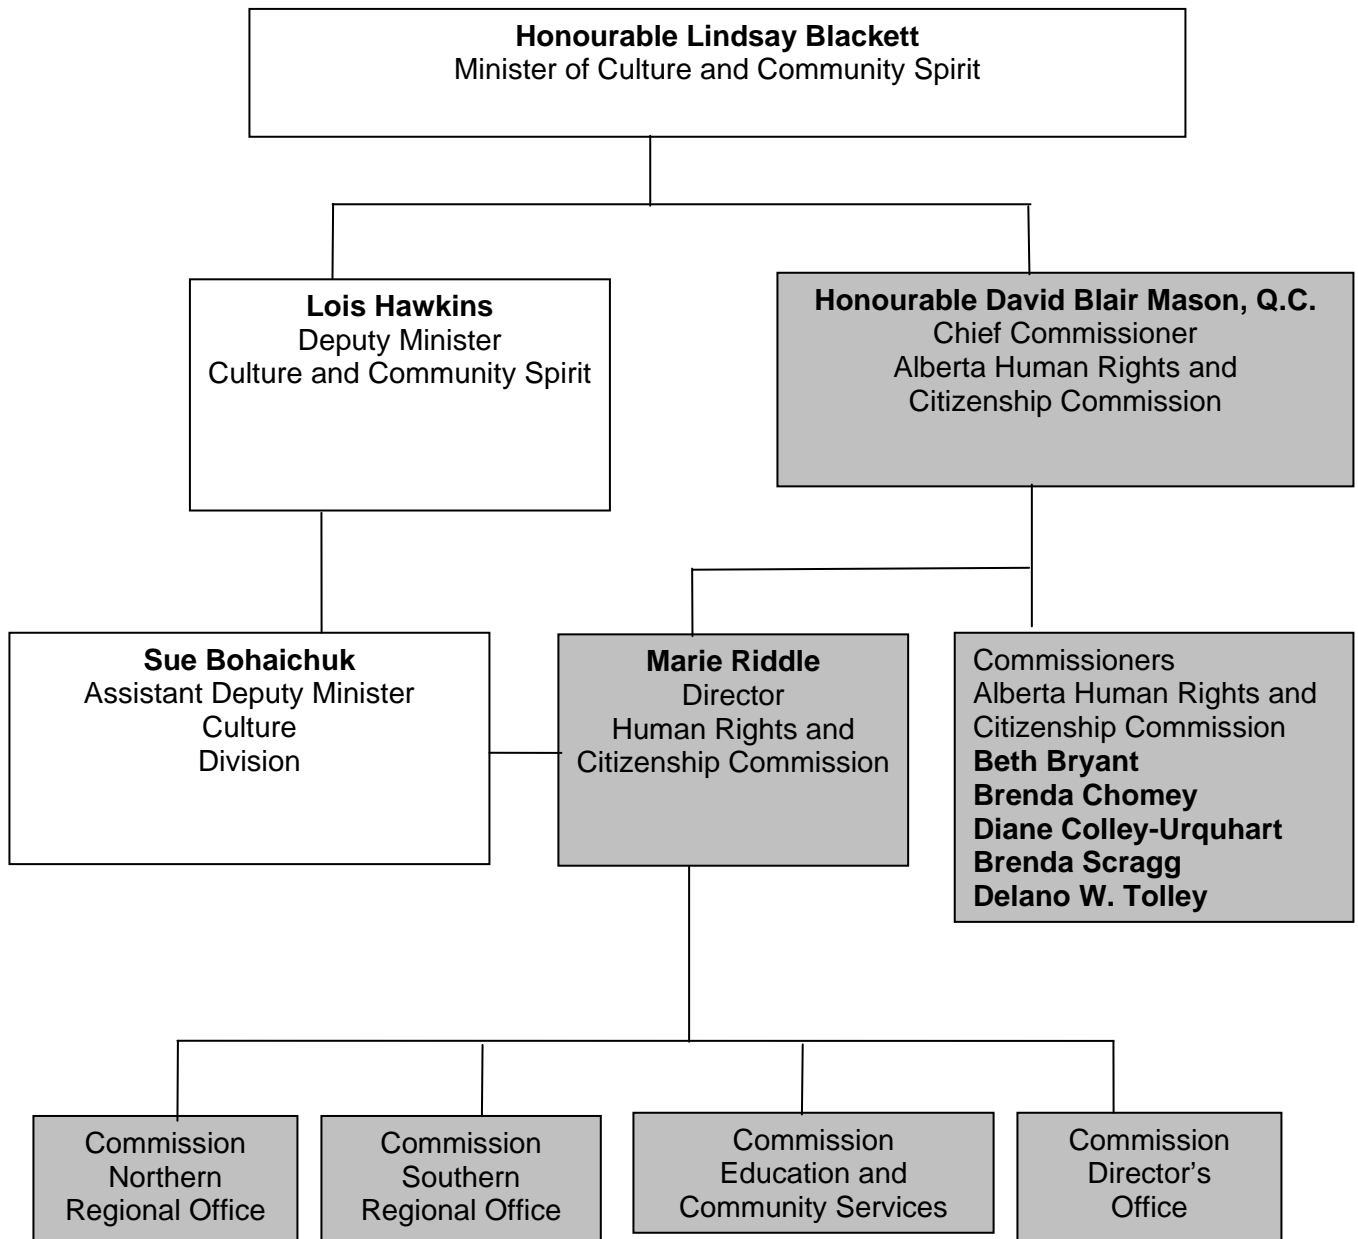 Honourable Lindsay Blackett
Minister of Culture and Community Spirit
Lois Hawkins
Deputy Minister
Culture and Community Spirit
Honourable David Blair Mason, Q.C.
Chief Commissioner
Alberta Human Rights and
Citizenship Commission
Sue Bohaichuk
Assistant Deputy Minister
Culture
Division
Marie Riddle
Director
Human Rights and
Citizenship Commission
Commissioners
Alberta Human Rights and
Citizenship Commission
Beth Bryant
Brenda Chomey
Diane Colley-Urquhart
Brenda Scragg
Delano W. Tolley
Commission
Northern
Regional Office
Commission
Southern
Regional Office
Commission
Education and
Community Services
Commission
Director’s
Office